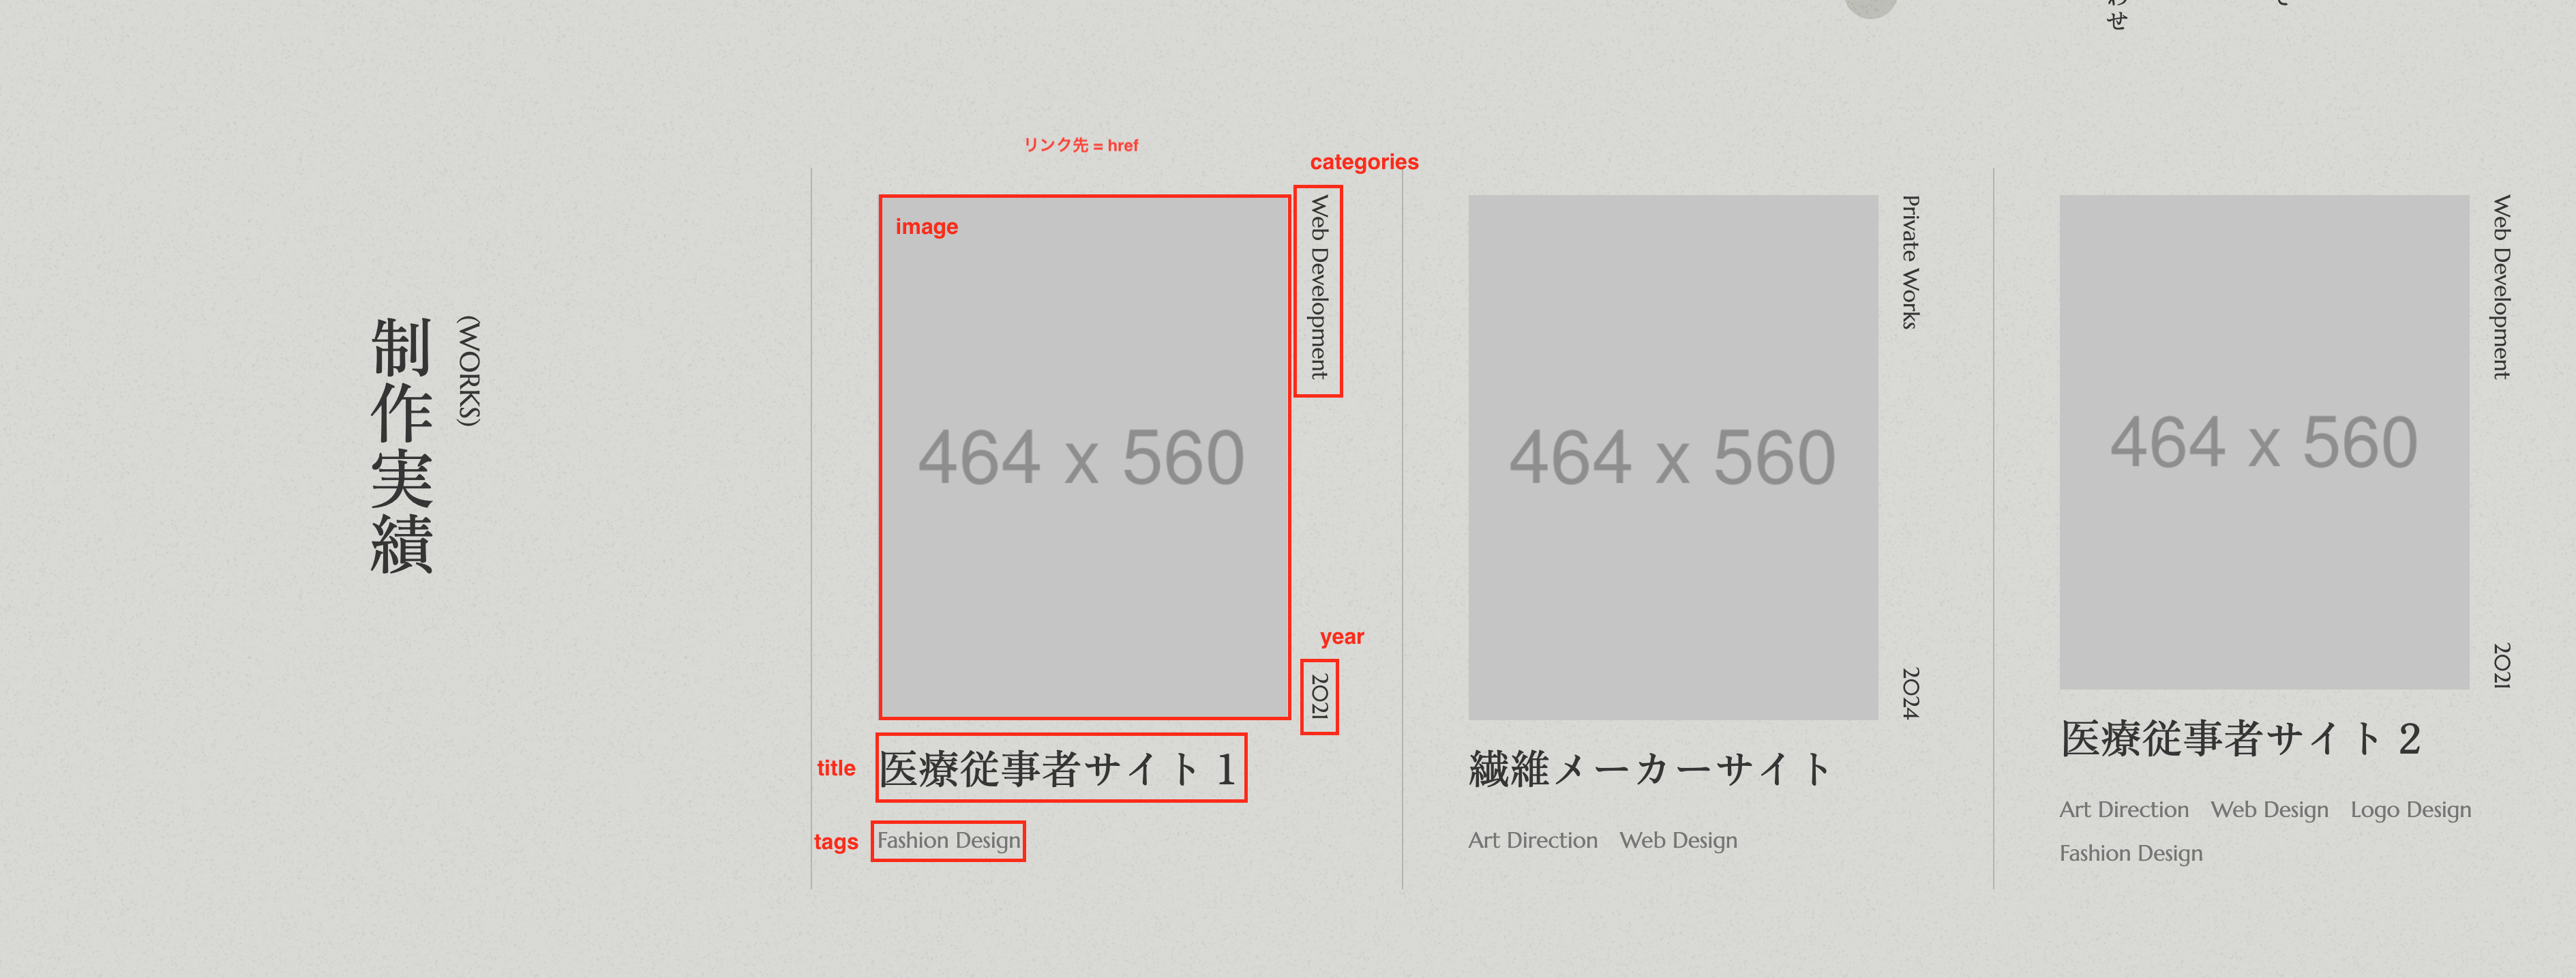 わせ
リンク先 = href
categories
制作実績
(WORKS)
image
464 x 560
Web Development
year
2021
title
医療従事者サイト 1
tags
Fashion Design
464 x 560
Private Works
2024
繊維メーカーサイト
Art Direction Web Design
464 x 560
Web Development
2021
医療従事者サイト 2
Art Direction Web Design Logo Design
Fashion Design